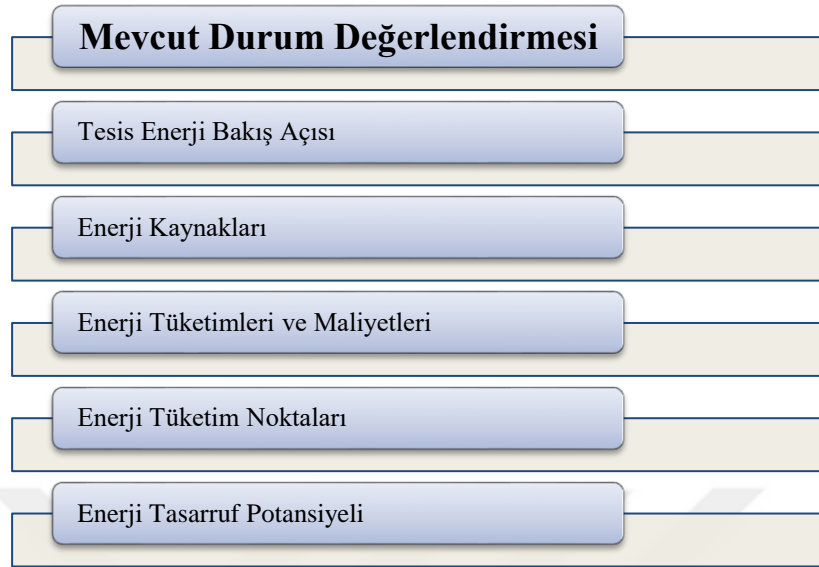 Mevcut Durum Değerlendirmesi
Tesis Enerji Bakış Açısı
Enerji Kaynakları
Enerji Tüketimleri ve Maliyetleri
Enerji Tüketim Noktaları
Enerji Tasarruf Potansiyeli